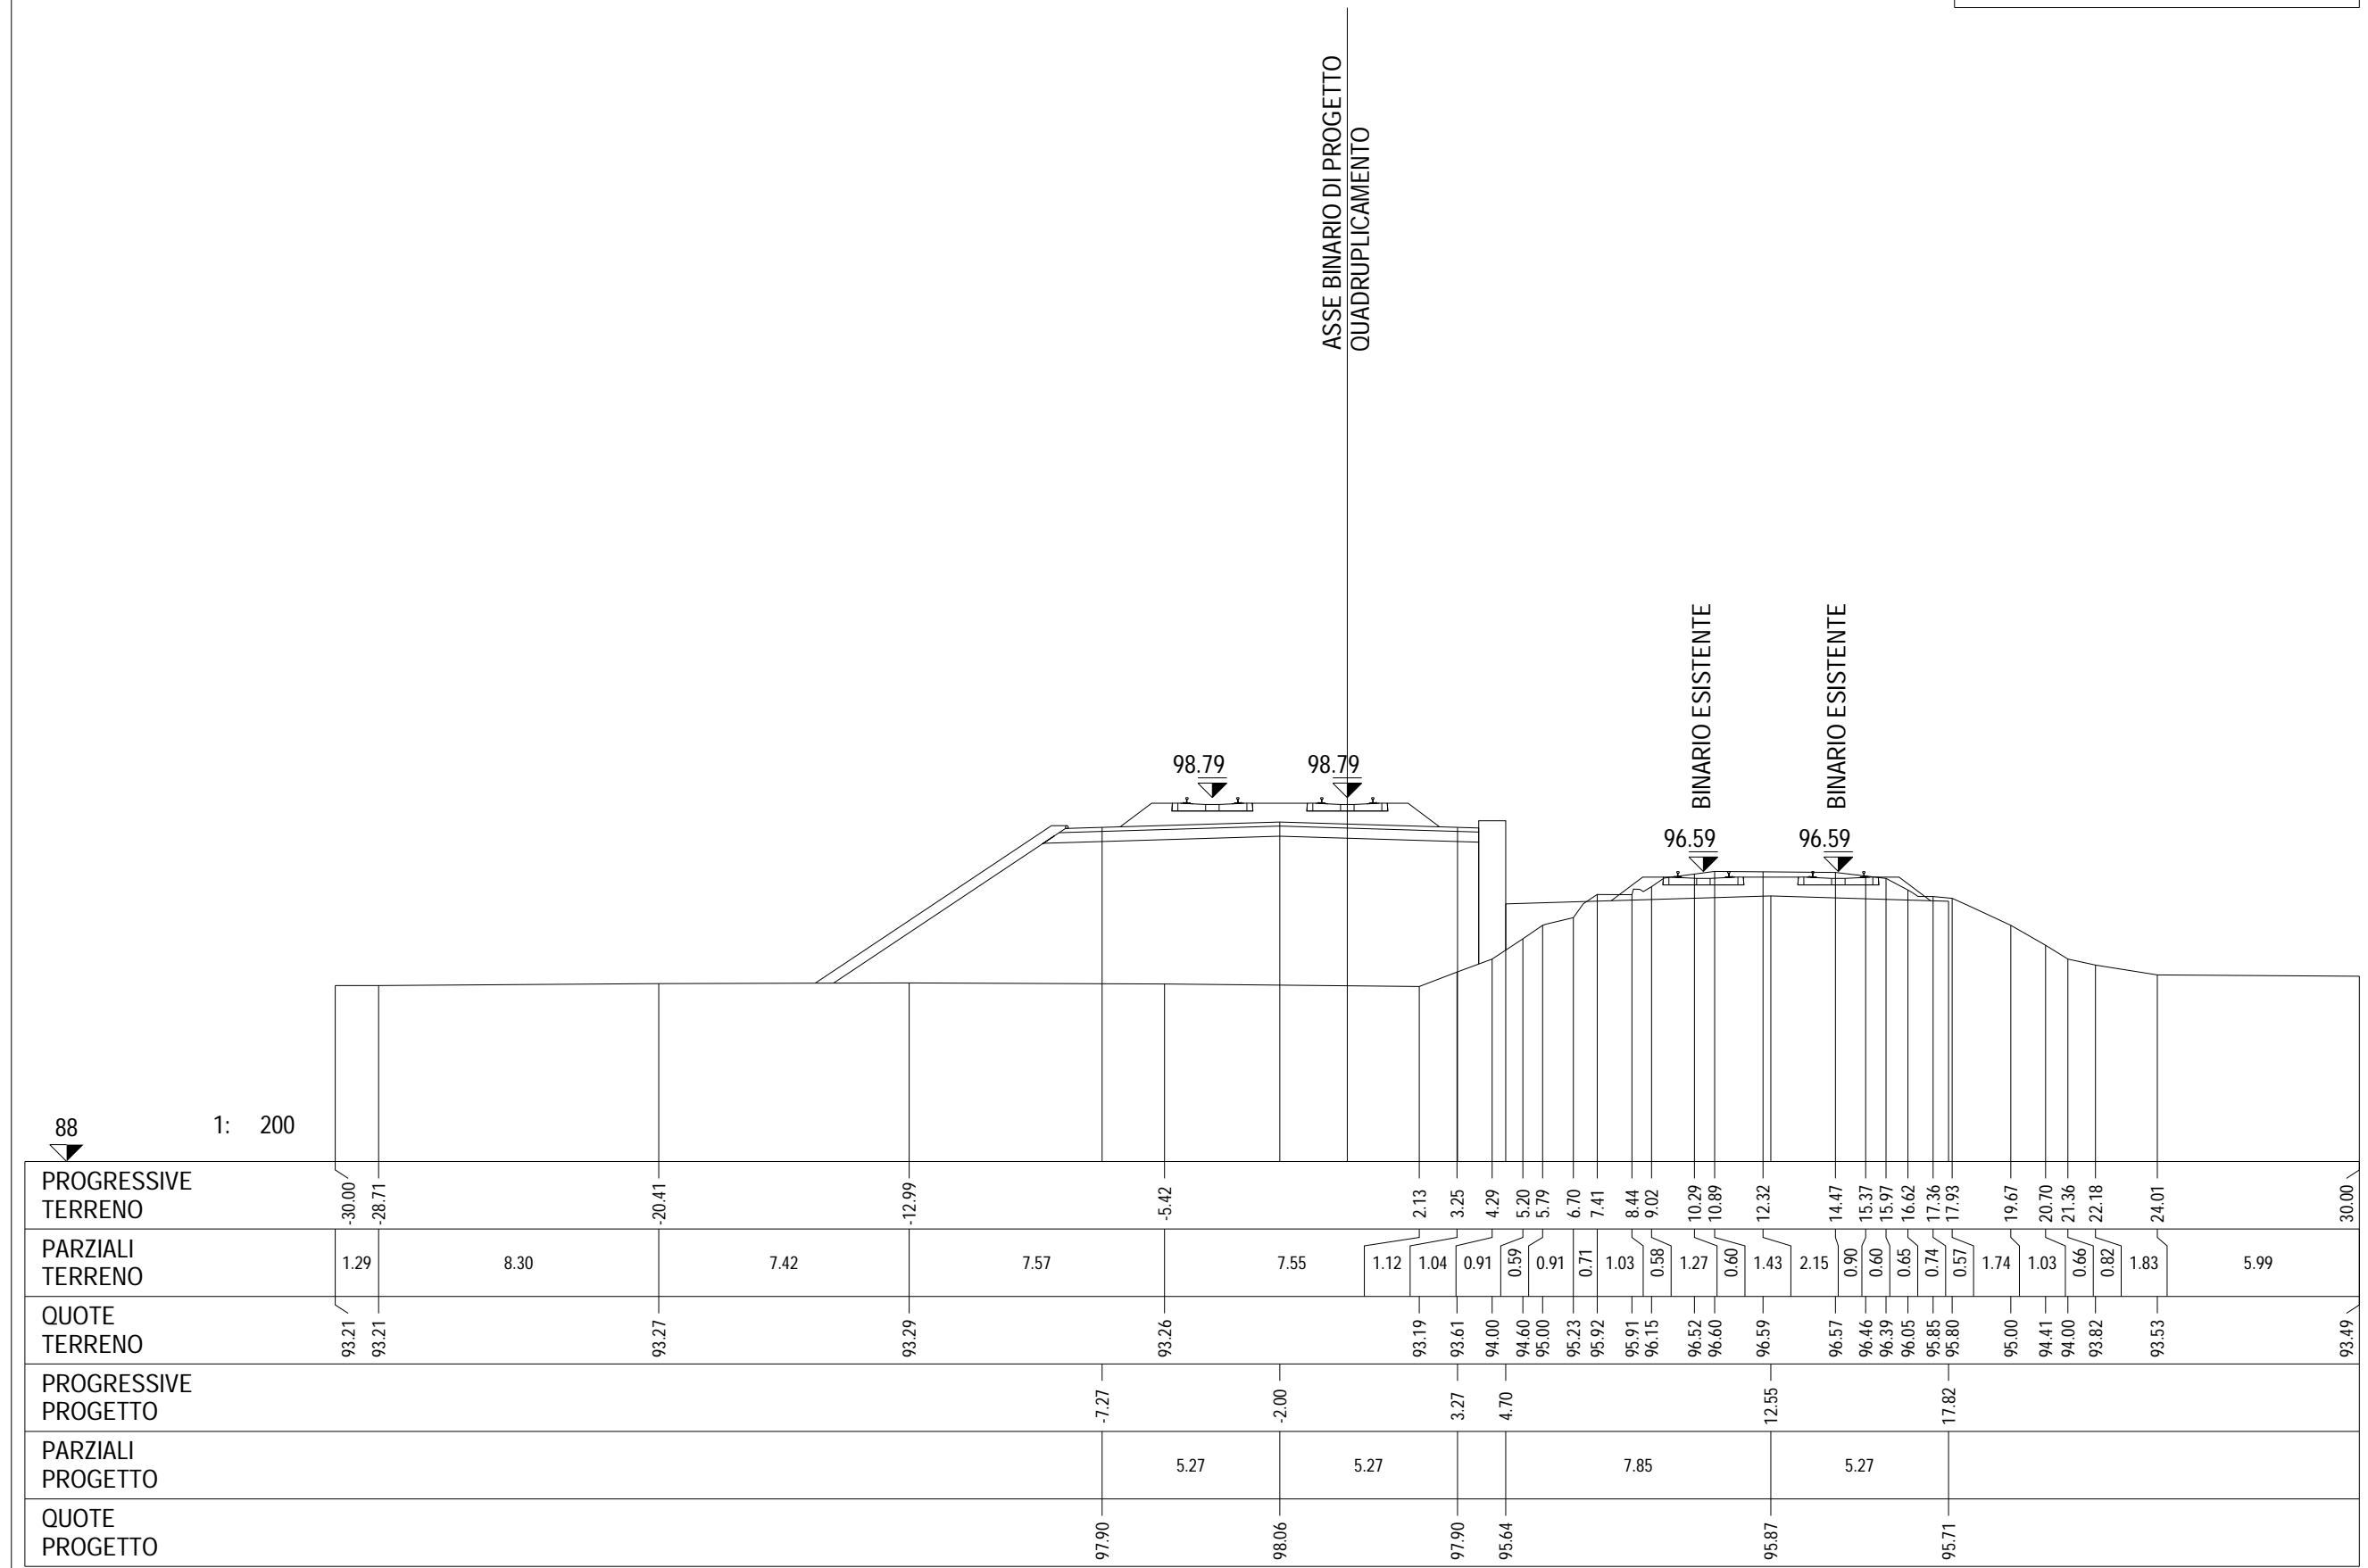 ASSE BINARIO DI PROGETTO
QUADRUPLICAMENTO
BINARIO ESISTENTE
BINARIO ESISTENTE
98.79
98.79
96.59
96.59
88
1: 200
PROGRESSIVE
TERRENO
-30.00 -28.71 -20.41 -12.99 -5.42 2.13 3.25 4.29 5.20 5.79 6.70 7.41 8.44 9.02 10.29 10.89 12.32 14.47 15.37 15.97 16.62 17.36 17.93 19.67 20.70 21.36 22.18 24.01 30.00
PARZIALI
TERRENO
1.29 8.30 7.42 7.57 7.55 1.12 1.04 0.91 0.59 0.91 0.71 1.03 0.58 1.27 0.60 1.43 2.15 0.90 0.60 0.65 0.74 0.57 1.74 1.03 0.66 0.82 1.83 5.99
QUOTE
TERRENO
93.21 93.21 93.27 93.29 93.26 93.19 93.61 94.00 94.60 95.00 95.23 95.92 95.91 96.15 96.52 96.60 96.59 96.57 96.46 96.39 96.05 95.85 95.80 95.00 94.41 94.00 93.82 93.53 93.49
PROGRESSIVE
PROGETTO
-7.27 -2.00 3.27 4.70 12.55 17.82
PARZIALI
PROGETTO
5.27 5.27 7.85 5.27
QUOTE
PROGETTO
97.90 98.06 97.90 95.64 95.87 95.71